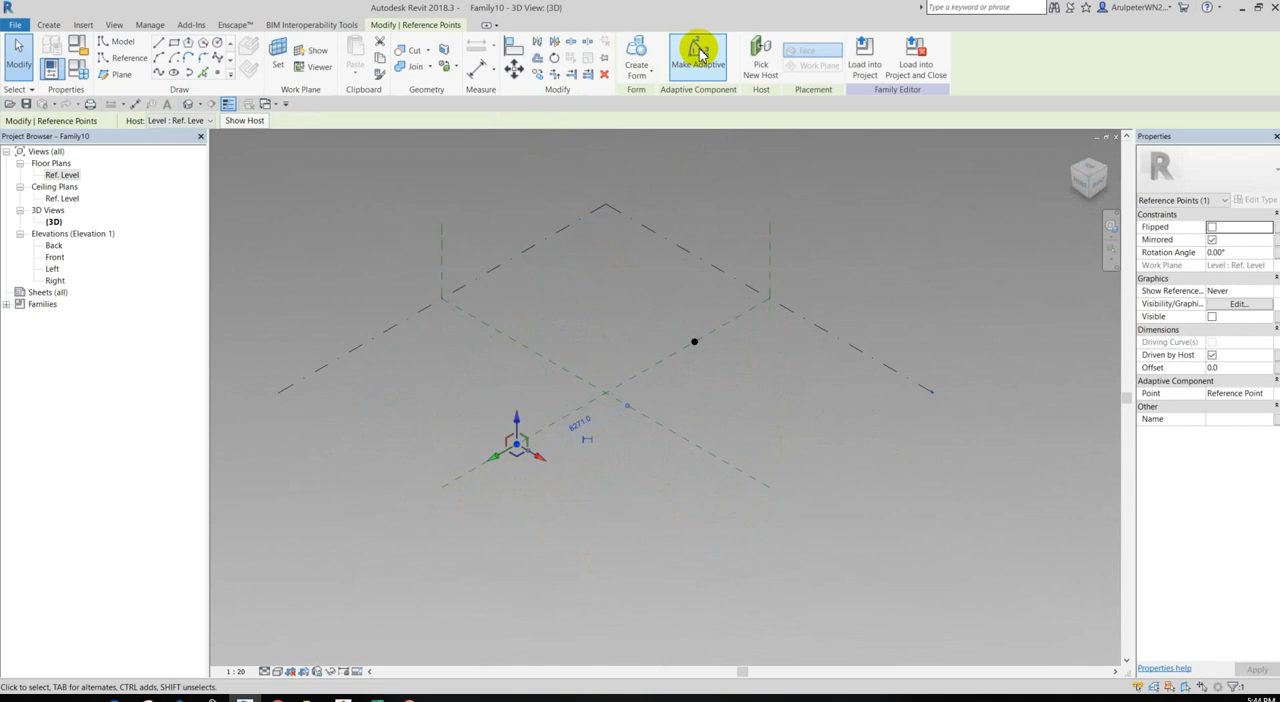 Autodesk Revit 2018.3 - Family10 - 3D View: {3D}
Type a keyword or phrase
Arulpeter​WN2...
File Create Insert View Manage Add-Ins Enscape™ BIM Interoperability Tools Modify | Reference Points
Modify
Model
Reference
Plane
Set
Show
Viewer
Paste
Cut
Join
Create Form
Make Adaptive
Pick New Host
Face
Work Plane
Load into Project
Load into Project and Close
Select Properties Draw Work Plane Clipboard Geometry Measure Modify Form Adaptive Component Host Placement Family Editor
Modify | Reference Points Host: Level : Ref. Leve Show Host
Project Browser - Family10
Views (all)
Floor Plans
Ref. Level
Ceiling Plans
Ref. Level
3D Views
{3D}
Elevations (Elevation 1)
Back
Front
Left
Right
Sheets (all)
Families
8271.0
Properties
R
Reference Points (1) Edit Type
Constraints
Flipped
Mirrored
Rotation Angle 0.00°
Work Plane Level : Ref. Level
Graphics
Show Reference... Never
Visibility/Graphi... Edit...
Visible
Dimensions
Driving Curve(s)
Driven by Host
Offset 0.0
Adaptive Component
Point Reference Point
Other
Name
Properties help Apply
1 : 20
Click to select, TAB for alternates, CTRL adds, SHIFT unselects.
:1
5:44 PM